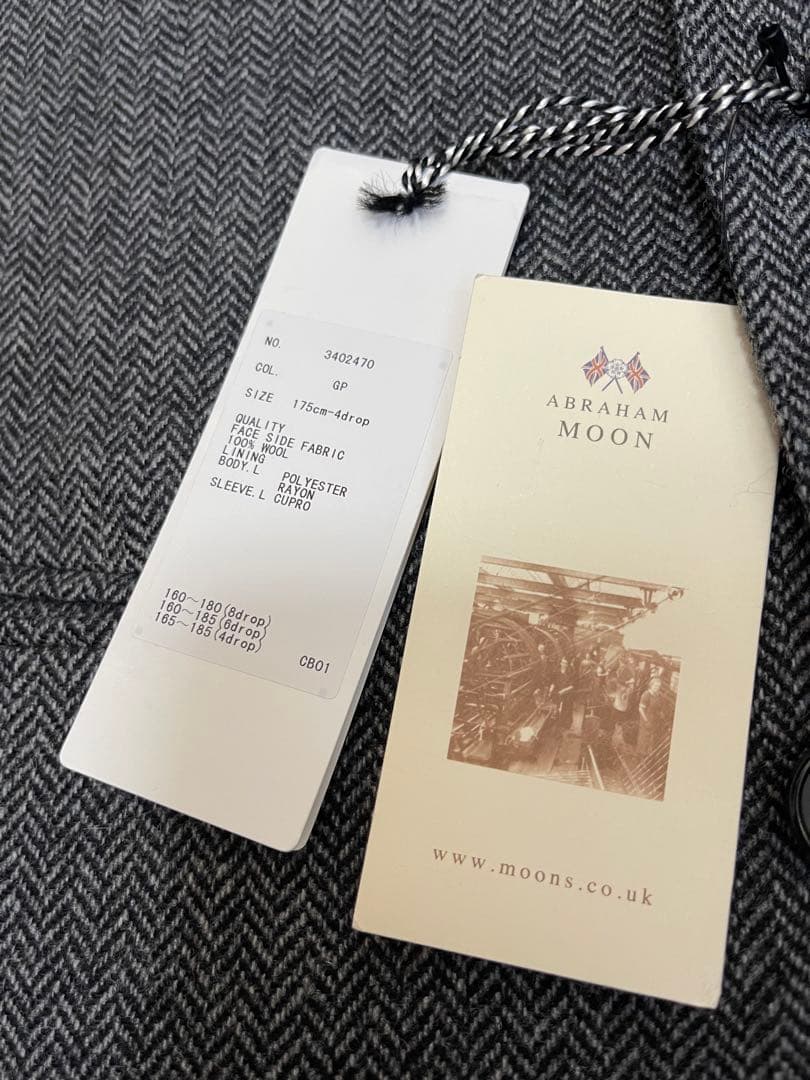 NO. 3402470
COL. GP
SIZE 175cm-4drop
QUALITY
FACE SIDE FABRIC
100% WOOL
LINING
BODY.L POLYESTER
RAYON
SLEEVE.L CUPRO
160～180(8drop)
160～185(6drop)
165～185(4drop)
CB01
ABRAHAM
MOON
www.moons.co.uk